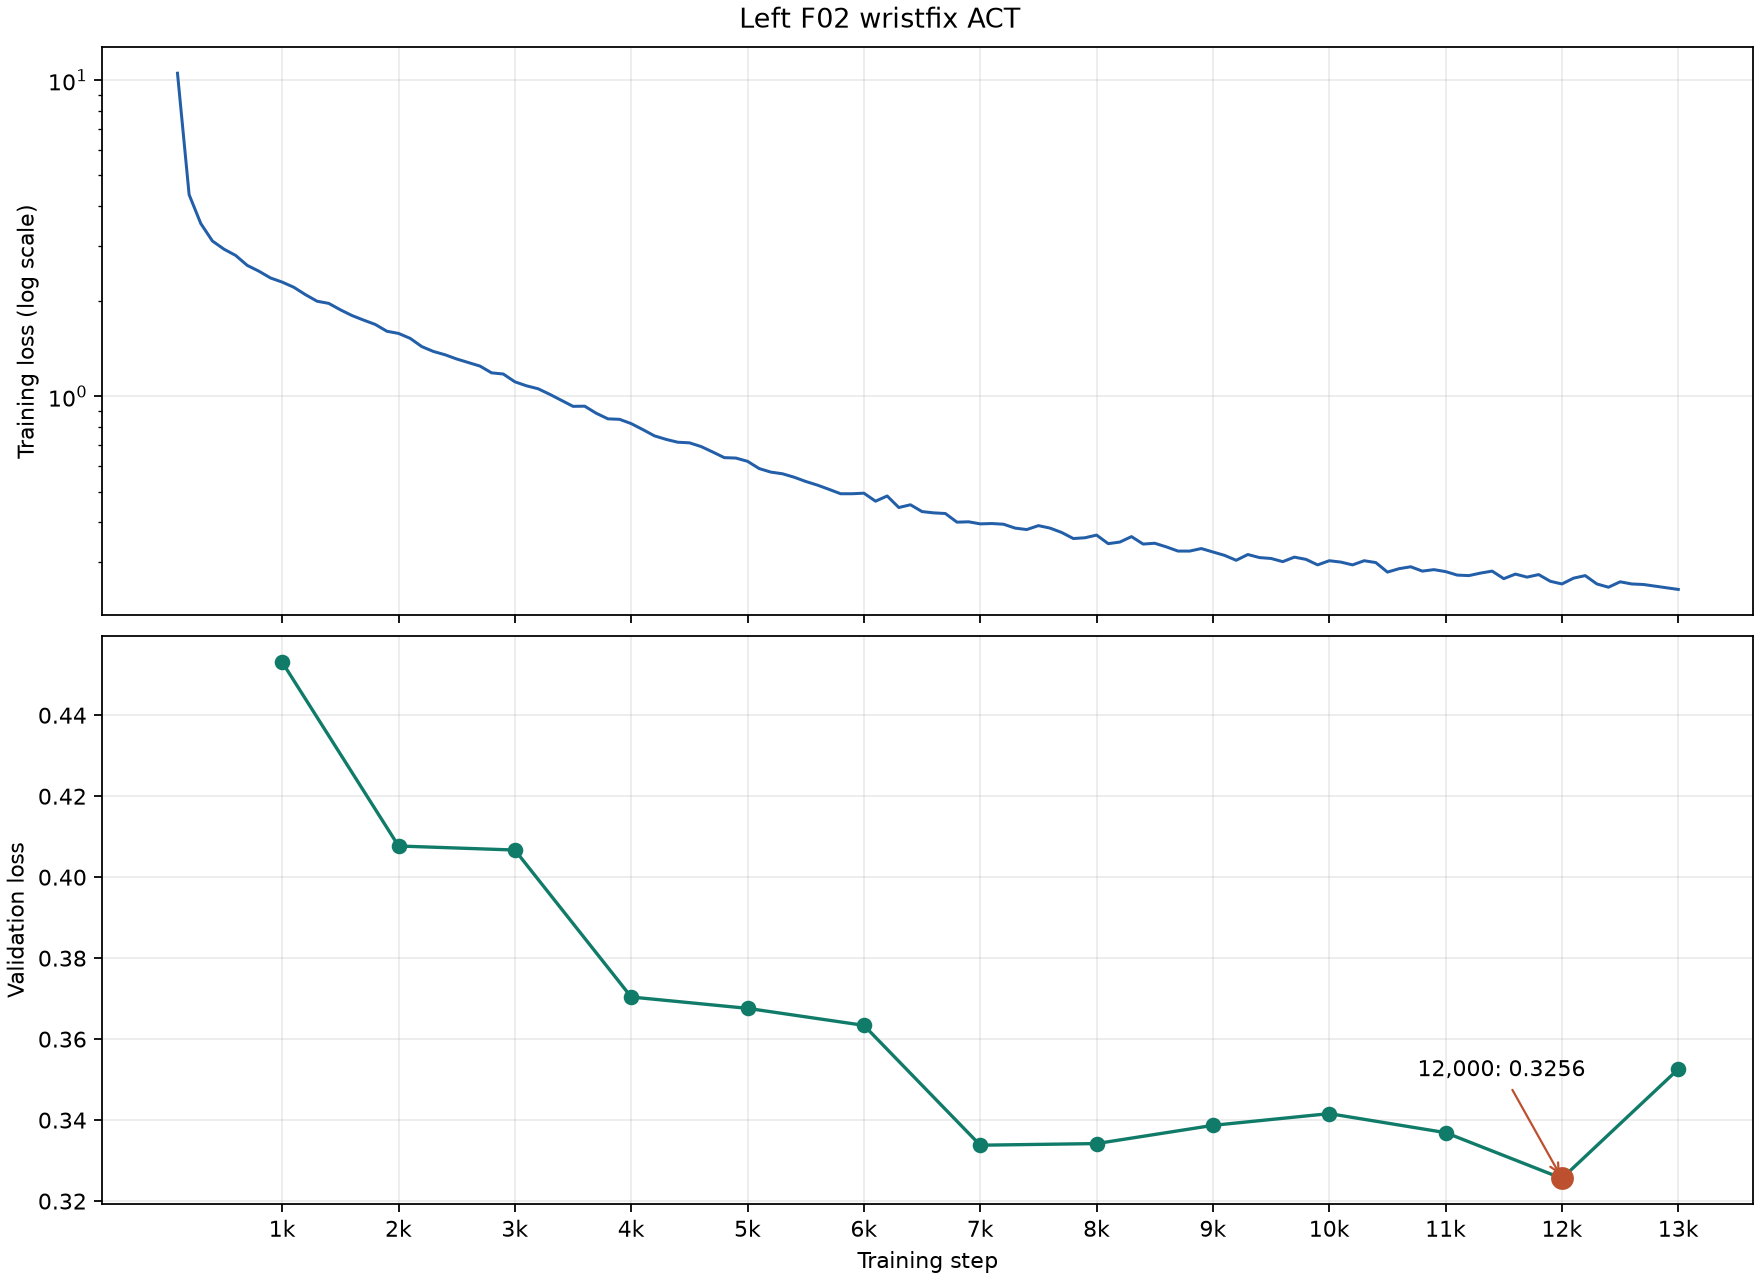 Left F02 wristfix ACT
Training loss (log scale)
10¹
10⁰
Validation loss
0.44
0.42
0.40
0.38
0.36
0.34
0.32
12,000: 0.3256
1k 2k 3k 4k 5k 6k 7k 8k 9k 10k 11k 12k 13k
Training step